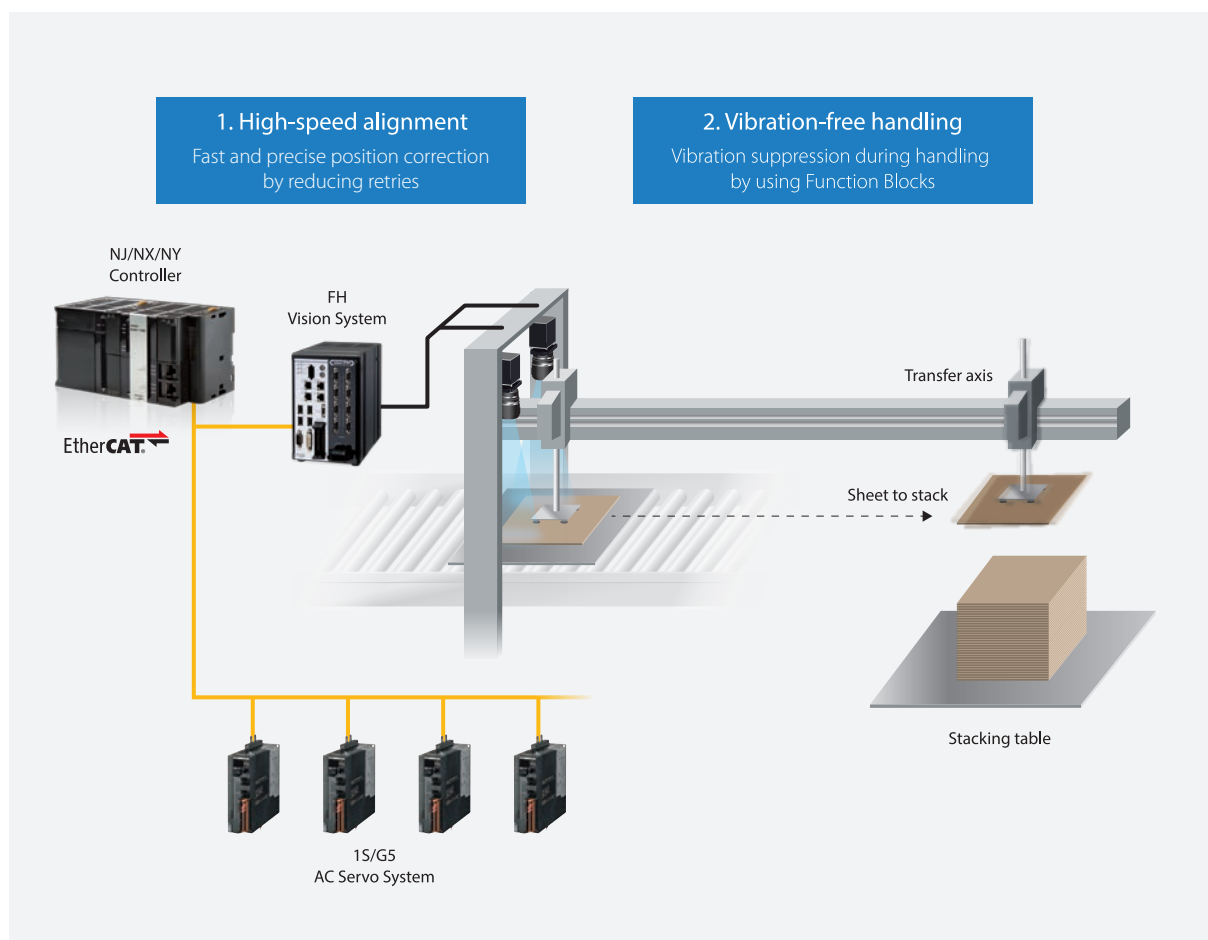 1. High-speed alignment
Fast and precise position correction
by reducing retries
2. Vibration-free handling
Vibration suppression during handling
by using Function Blocks
NJ/NX/NY
Controller
FH
Vision System
EtherCAT®
Transfer axis
Sheet to stack
Stacking table
1S/G5
AC Servo System